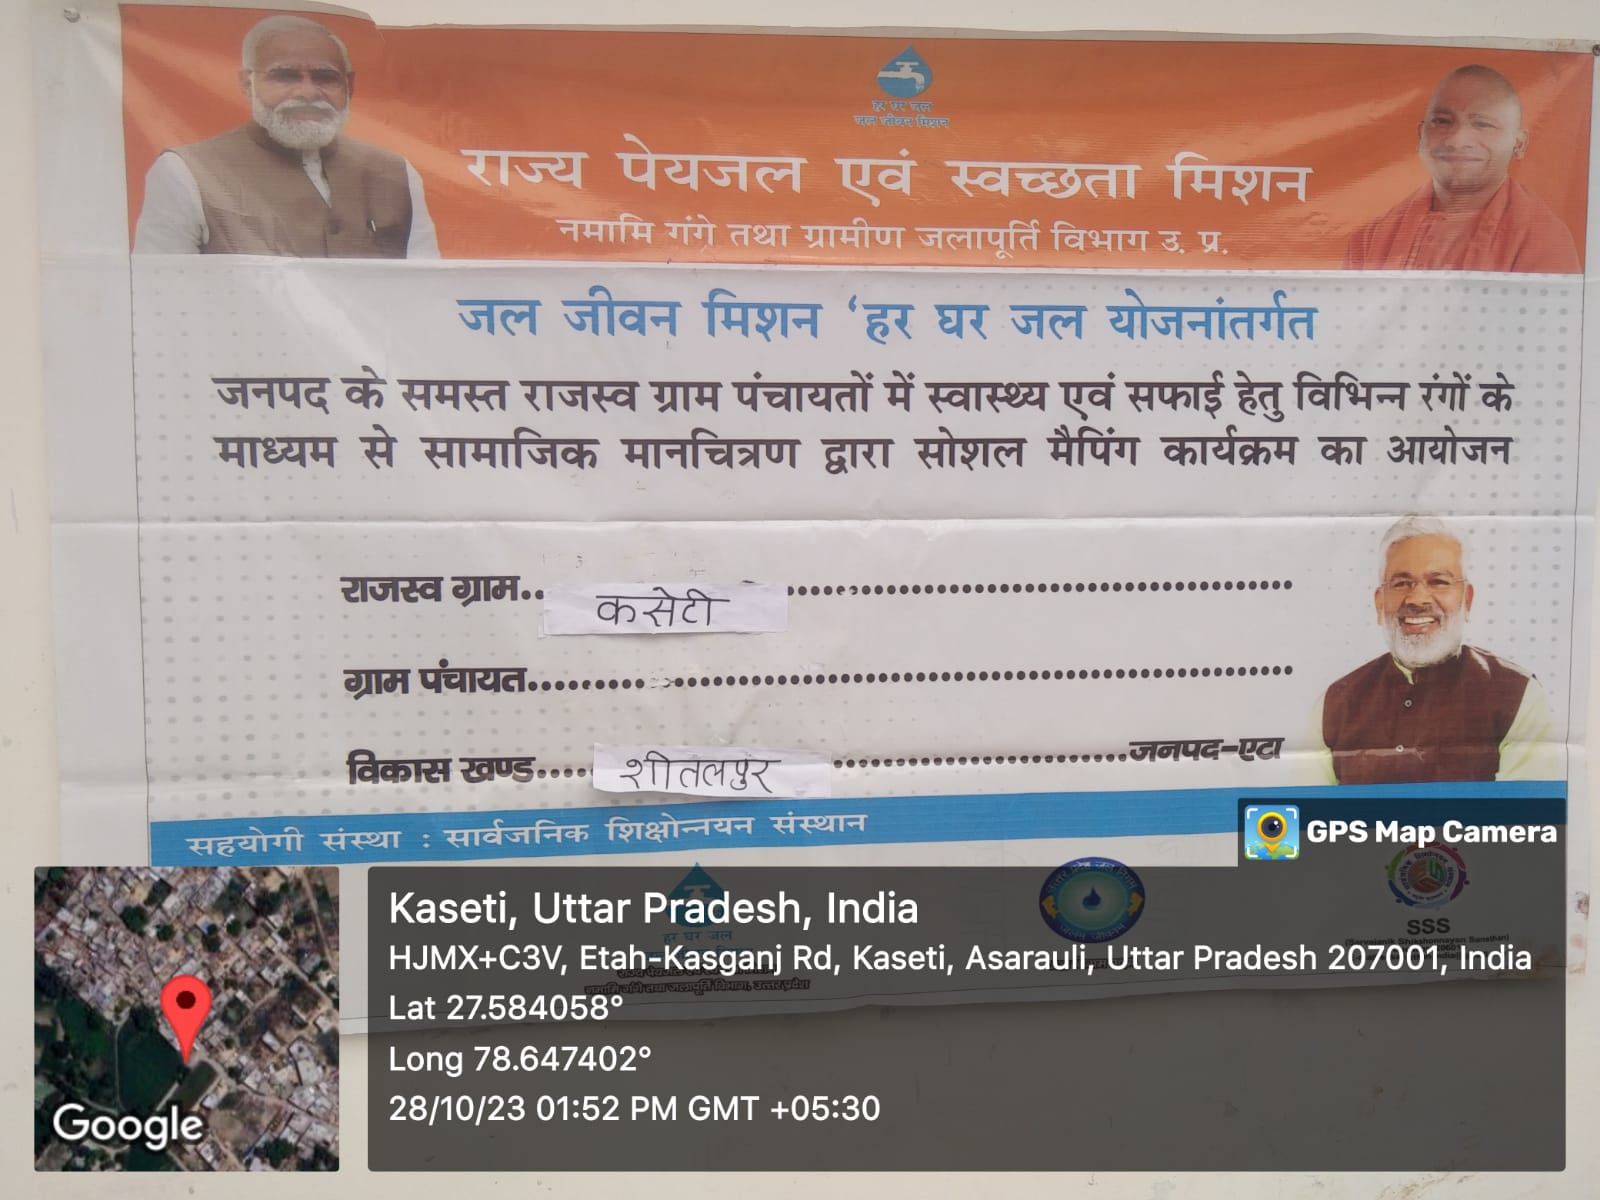 हर घर जल
जल जीवन मिशन
राज्य पेयजल एवं स्वच्छता मिशन
नमामि गंगे तथा ग्रामीण जलापूर्ति विभाग उ. प्र.
जल जीवन मिशन ‘हर घर जल योजनांतर्गत
जनपद के समस्त राजस्व ग्राम पंचायतों में स्वास्थ्य एवं सफाई हेतु विभिन्न रंगों के
माध्यम से सामाजिक मानचित्रण द्वारा सोशल मैपिंग कार्यक्रम का आयोजन
राजस्व ग्राम.. कसेटी ........................................
ग्राम पंचायत............................................................
विकास खण्ड.... शीतलपुर ..............................जनपद-एटा
सहयोगी संस्था : सार्वजनिक शिक्षोन्नयन संस्थान
GPS Map Camera
हर घर जल
SSS
Kaseti, Uttar Pradesh, India
HJMX+C3V, Etah-Kasganj Rd, Kaseti, Asarauli, Uttar Pradesh 207001, India
Lat 27.584058°
Long 78.647402°
28/10/23 01:52 PM GMT +05:30
Google